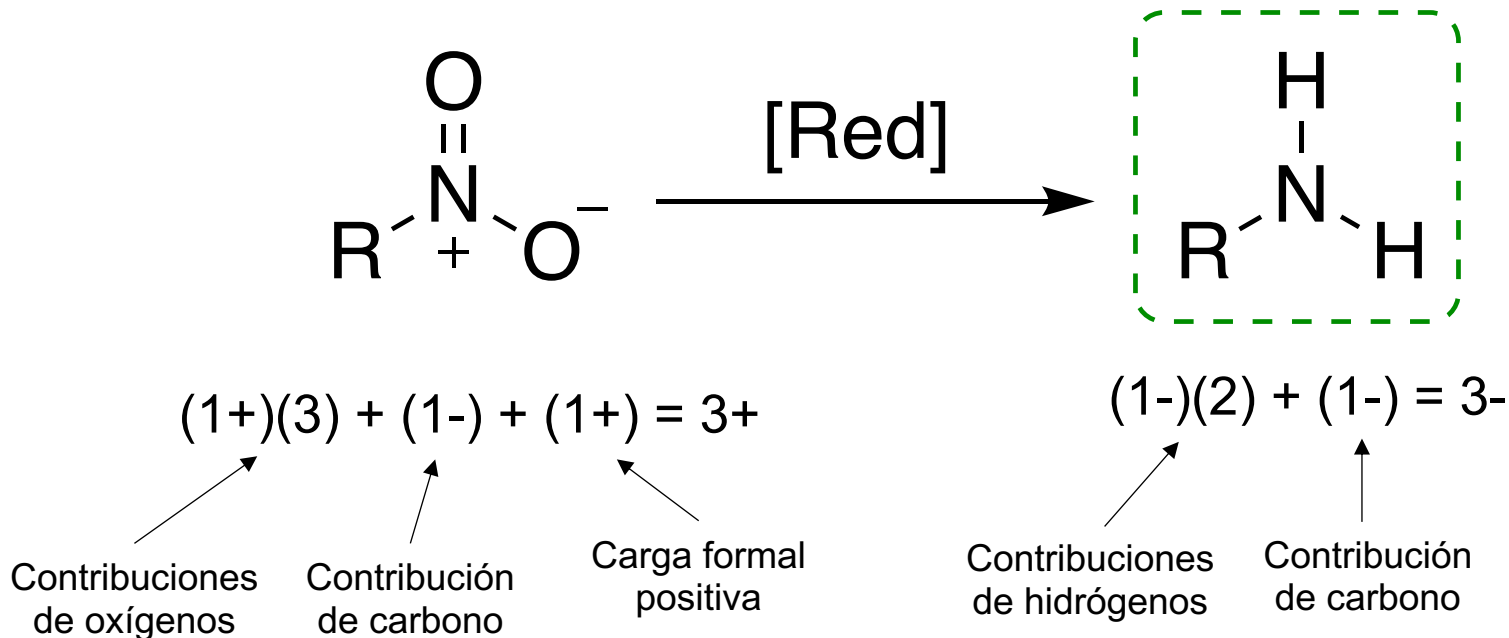 O
N
R
+
O
–
[Red]
H
N
R
H
(1+)(3) + (1-) + (1+) = 3+
(1-)(2) + (1-) = 3-
Contribuciones
de oxígenos
Contribución
de carbono
Carga formal
positiva
Contribuciones
de hidrógenos
Contribución
de carbono